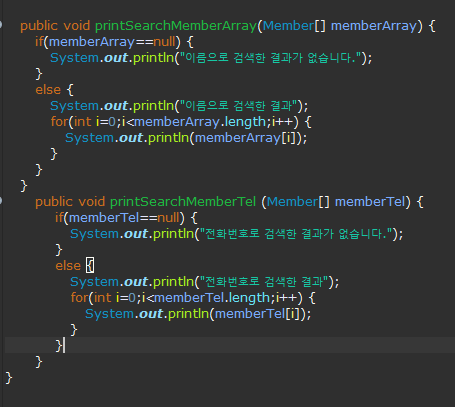 public void printSearchMemberArray(Member[] memberArray) {
if(memberArray==null) {
System.out.println("이름으로 검색한 결과가 없습니다.");
}
else {
System.out.println("이름으로 검색한 결과");
for(int i=0;i<memberArray.length;i++) {
System.out.println(memberArray[i]);
}
}
}
public void printSearchMemberTel (Member[] memberTel) {
if(memberTel==null) {
System.out.println("전화번호로 검색한 결과가 없습니다.");
}
else {
System.out.println("전화번호로 검색한 결과");
for(int i=0;i<memberTel.length;i++) {
System.out.println(memberTel[i]);
}
}
}
}